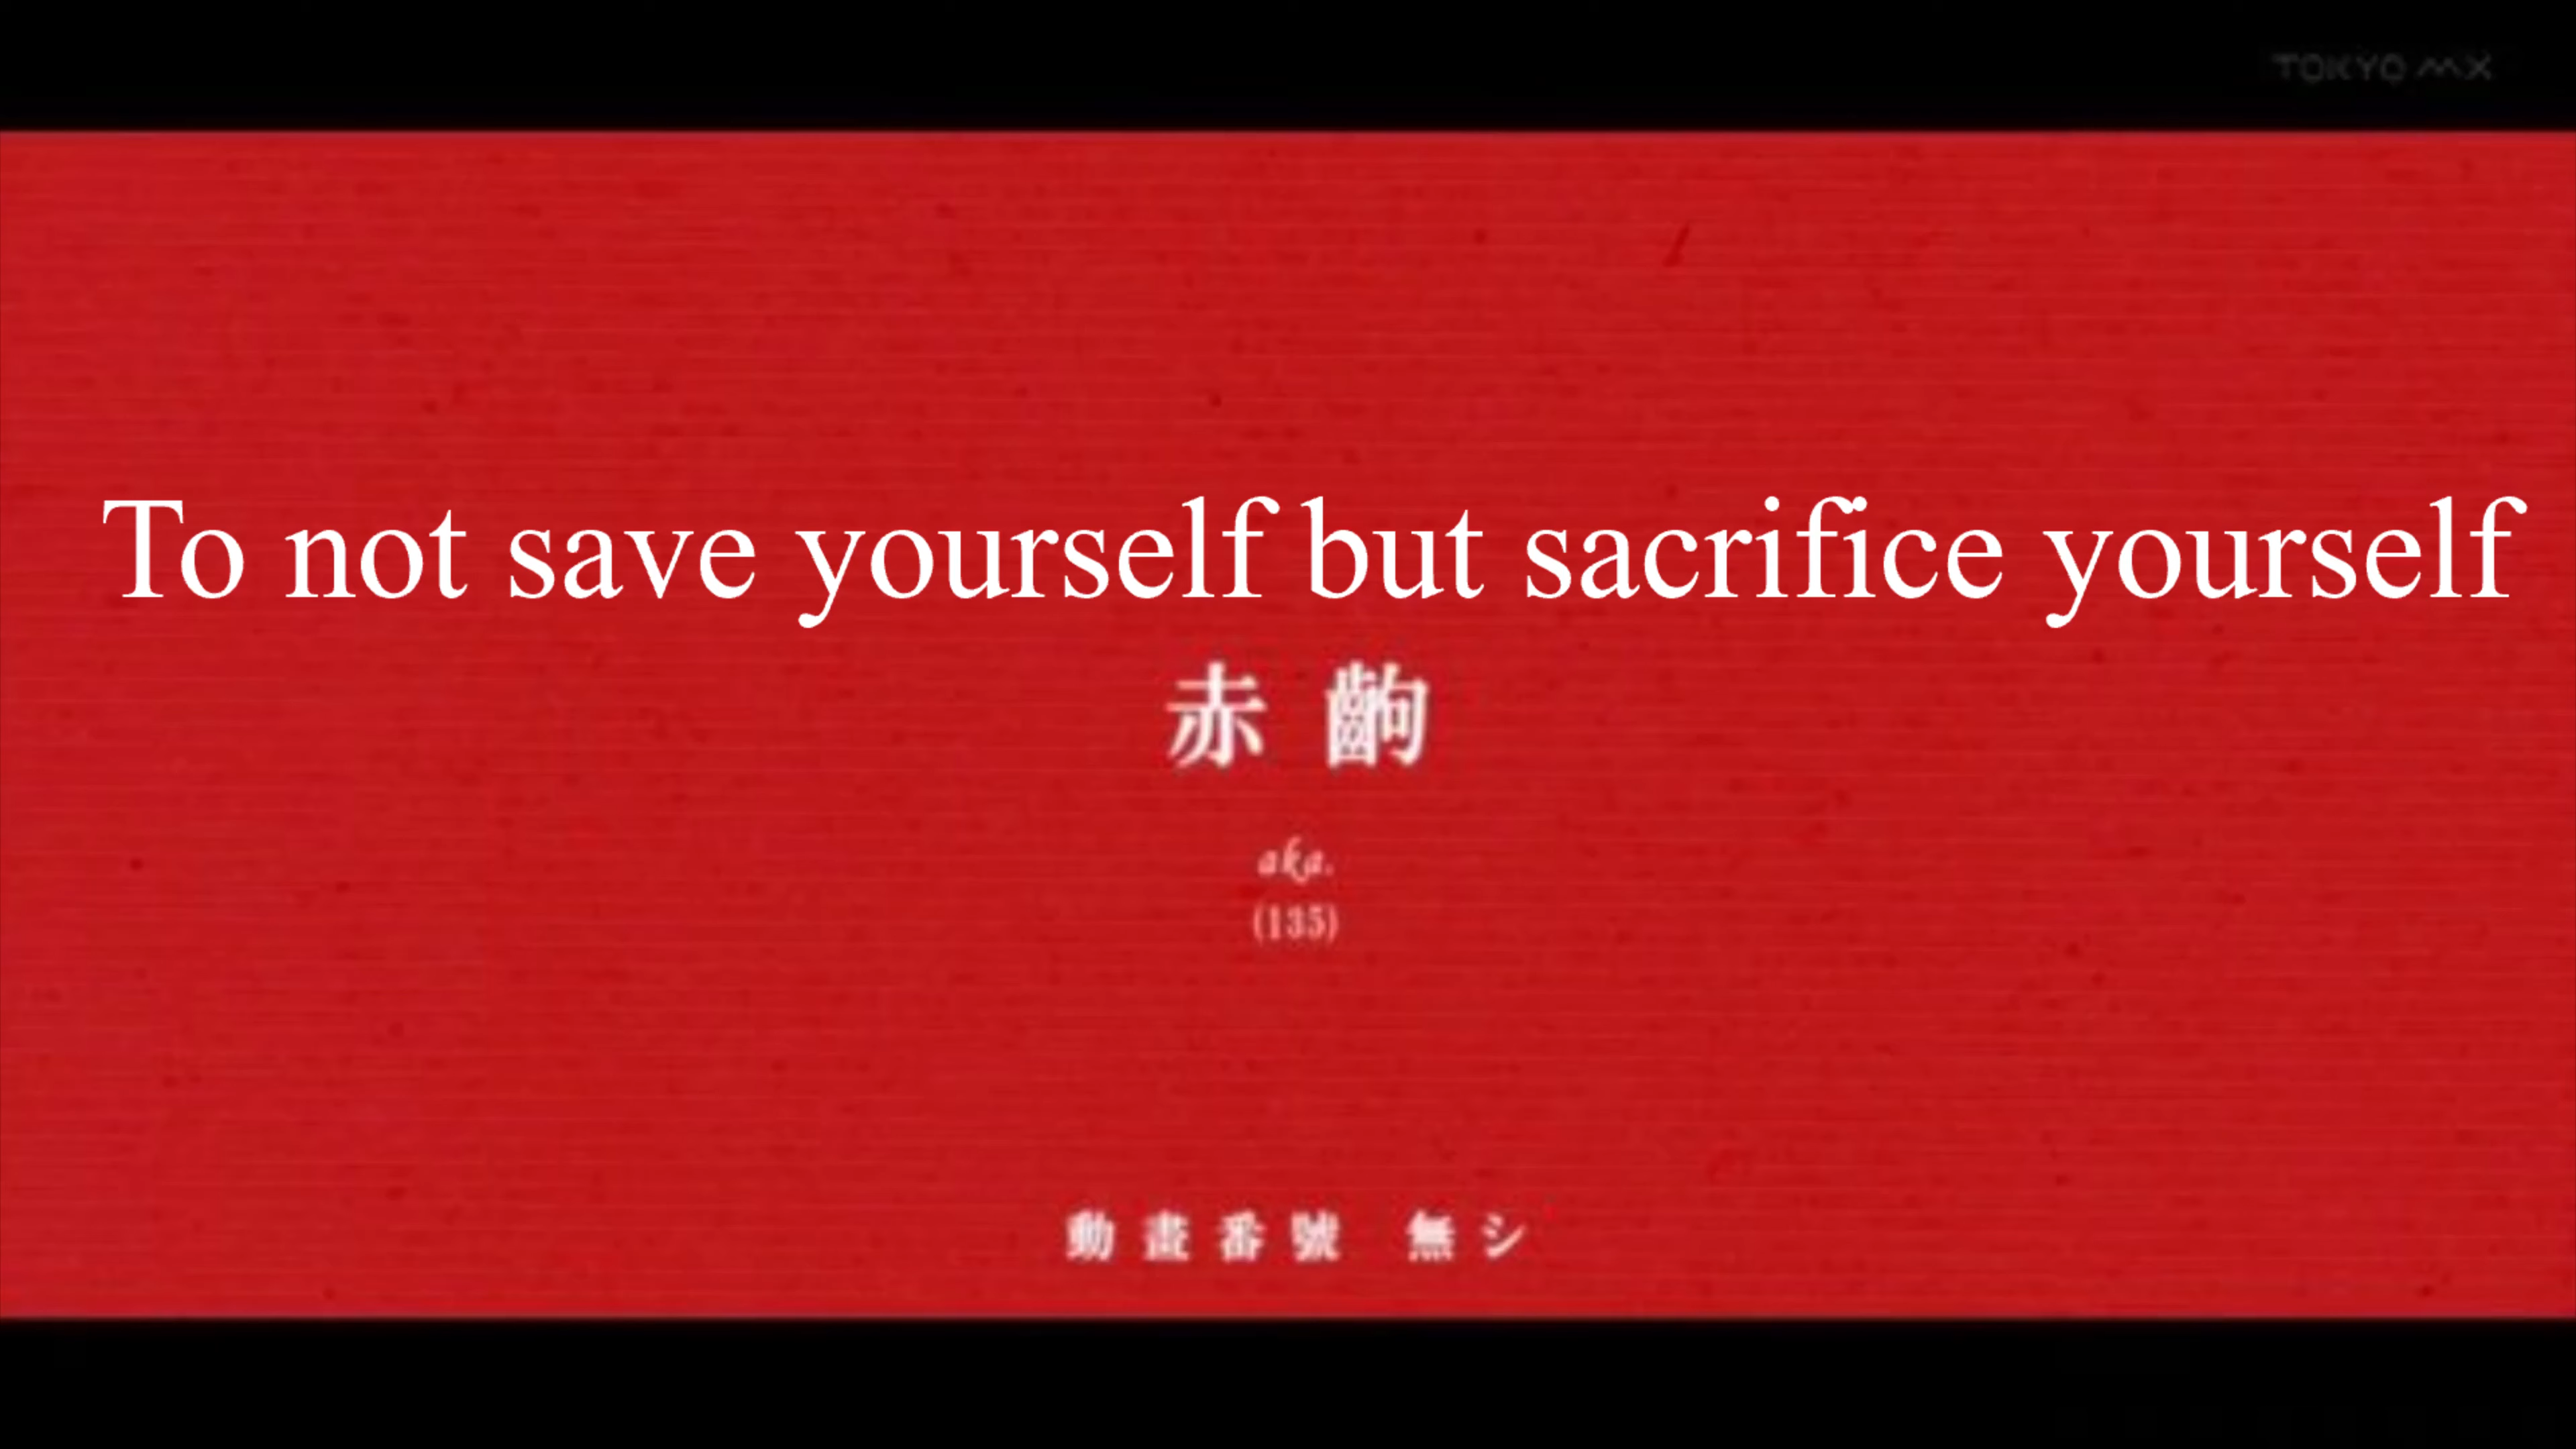 TOKYO MX
To not save yourself but sacrifice yourself
赤 齣
aka.
(135)
動畫番號 無シ